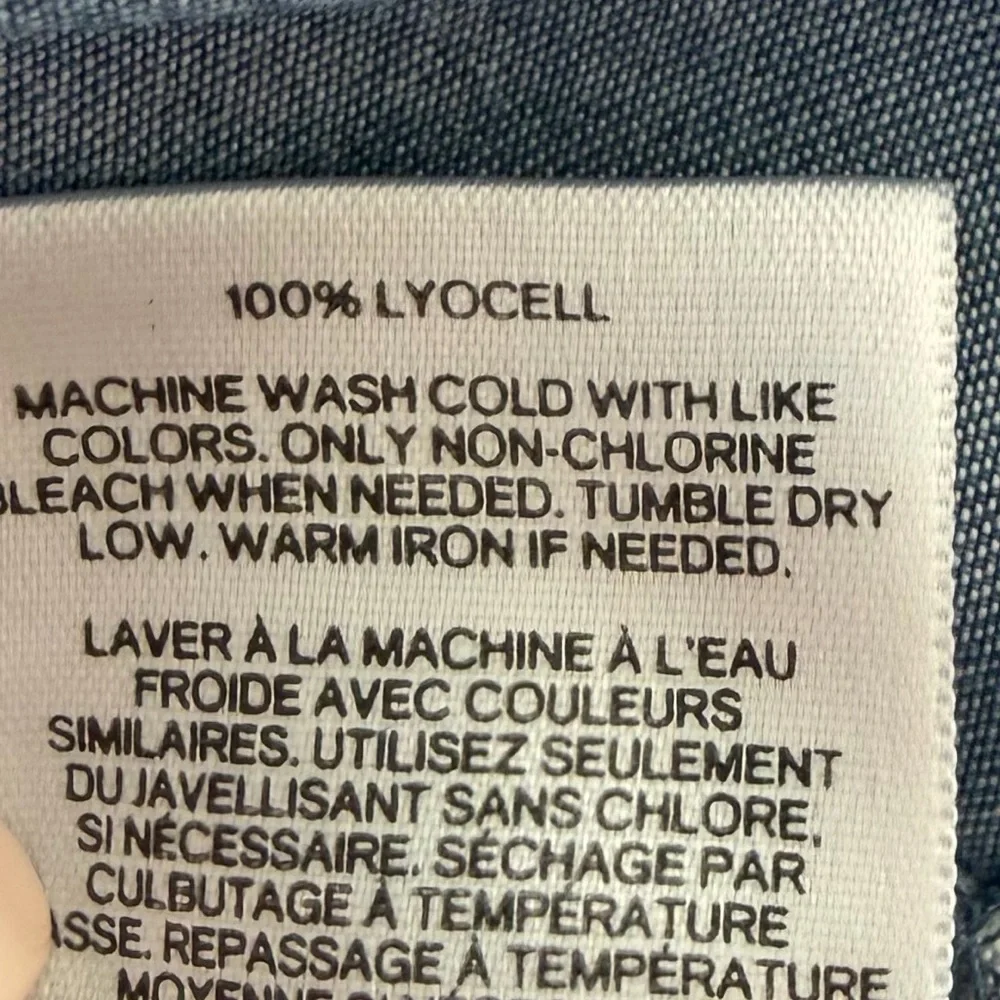 100% LYOCELL
MACHINE WASH COLD WITH LIKE
COLORS. ONLY NON-CHLORINE
BLEACH WHEN NEEDED. TUMBLE DRY
LOW. WARM IRON IF NEEDED.
LAVER À LA MACHINE À L'EAU
FROIDE AVEC COULEURS
SIMILAIRES. UTILISEZ SEULEMENT
DU JAVELLISANT SANS CHLORE,
SI NÉCESSAIRE. SÉCHAGE PAR
CULBUTAGE À TEMPÉRATURE
ASSE. REPASSAGE À TEMPÉRATURE
MOYENNE